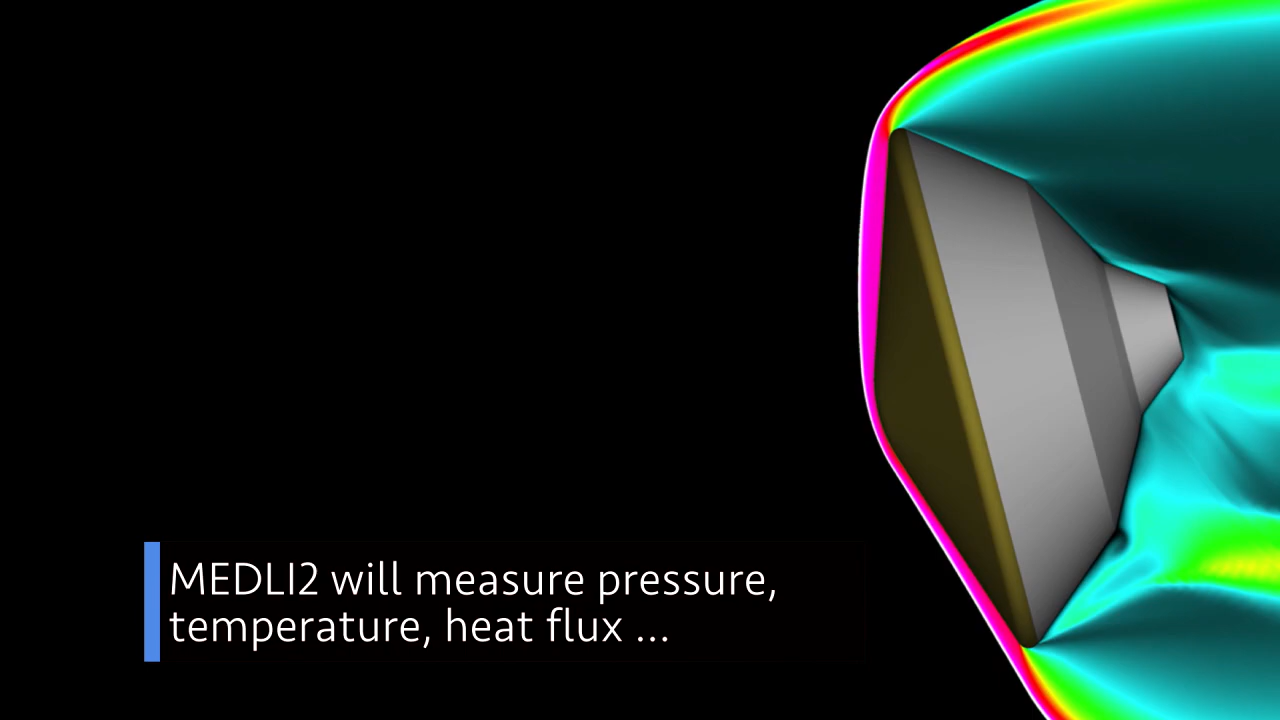 MEDLI2 will measure pressure,
temperature, heat flux ...